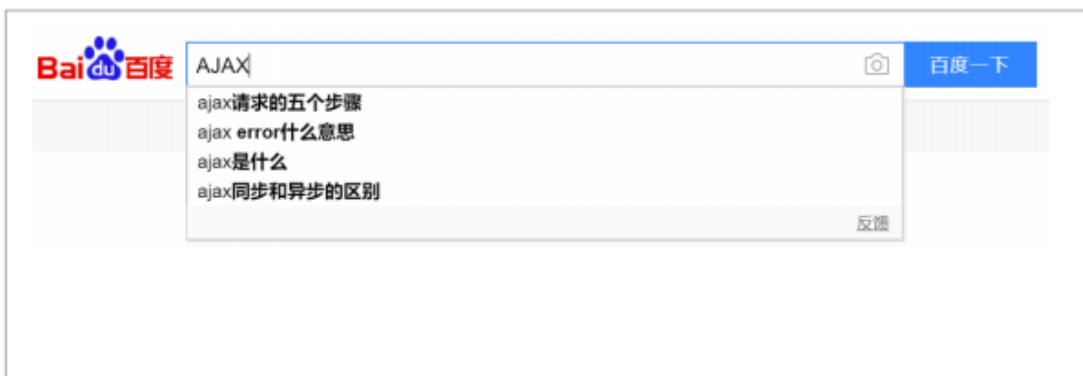 Bai du 百度 AJAX 百度一下
ajax请求的五个步骤
ajax error什么意思
ajax是什么
ajax同步和异步的区别
反馈